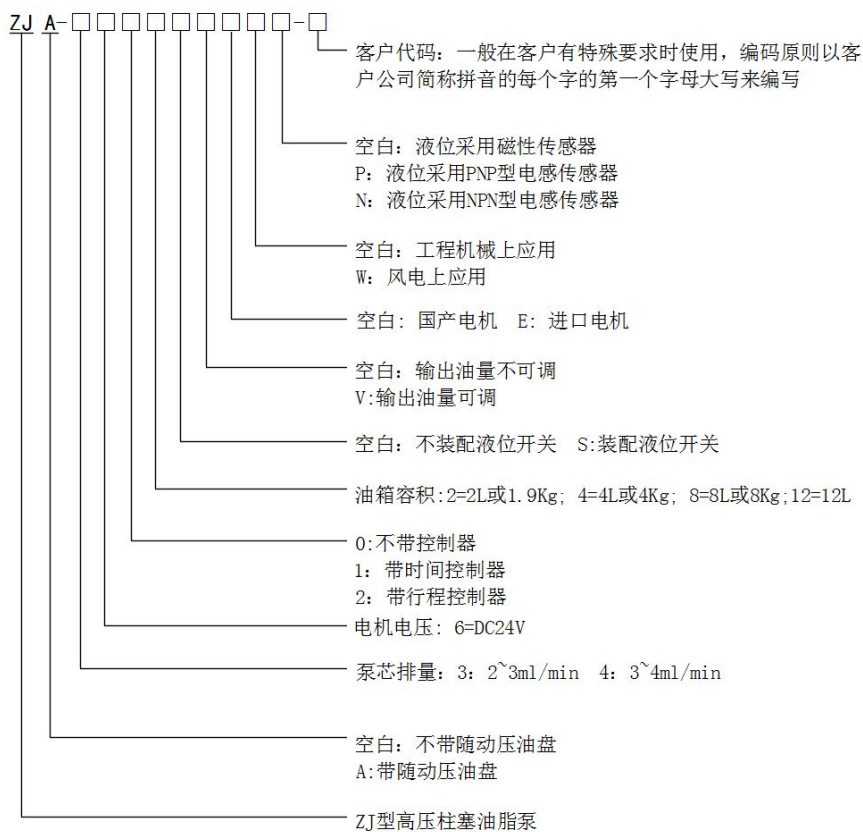 ZJ A-□□□□□□□□□-□
客户代码：一般在客户有特殊要求时使用，编码原则以客
户公司简称拼音的每个字的第一个字母大写来编写
空白：液位采用磁性传感器
P：液位采用PNP型电感传感器
N：液位采用NPN型电感传感器
空白：工程机械上应用
W：风电上应用
空白：国产电机 E：进口电机
空白：输出油量不可调
V:输出油量可调
空白：不装配液位开关 S:装配液位开关
油箱容积:2=2L或1.9Kg; 4=4L或4Kg; 8=8L或8Kg;12=12L
0:不带控制器
1：带时间控制器
2：带行程控制器
电机电压: 6=DC24V
泵芯排量：3：2~3ml/min 4：3~4ml/min
空白：不带随动压油盘
A:带随动压油盘
ZJ型高压柱塞油脂泵